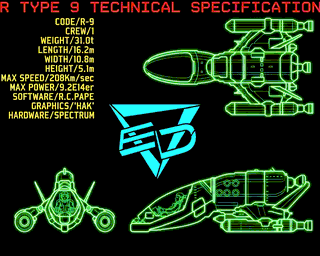 R TYPE 9 TECHNICAL SPECIFICATION
CODE/R-9
CREW/1
WEIGHT/31.0t
LENGTH/16.2m
WIDTH/10.8m
HEIGHT/5.1m
MAX SPEED/208Km/sec
MAX POWER/9.2E14er
SOFTWARE/R.C.PAPE
GRAPHICS/'HAK'
HARDWARE/SPECTRUM